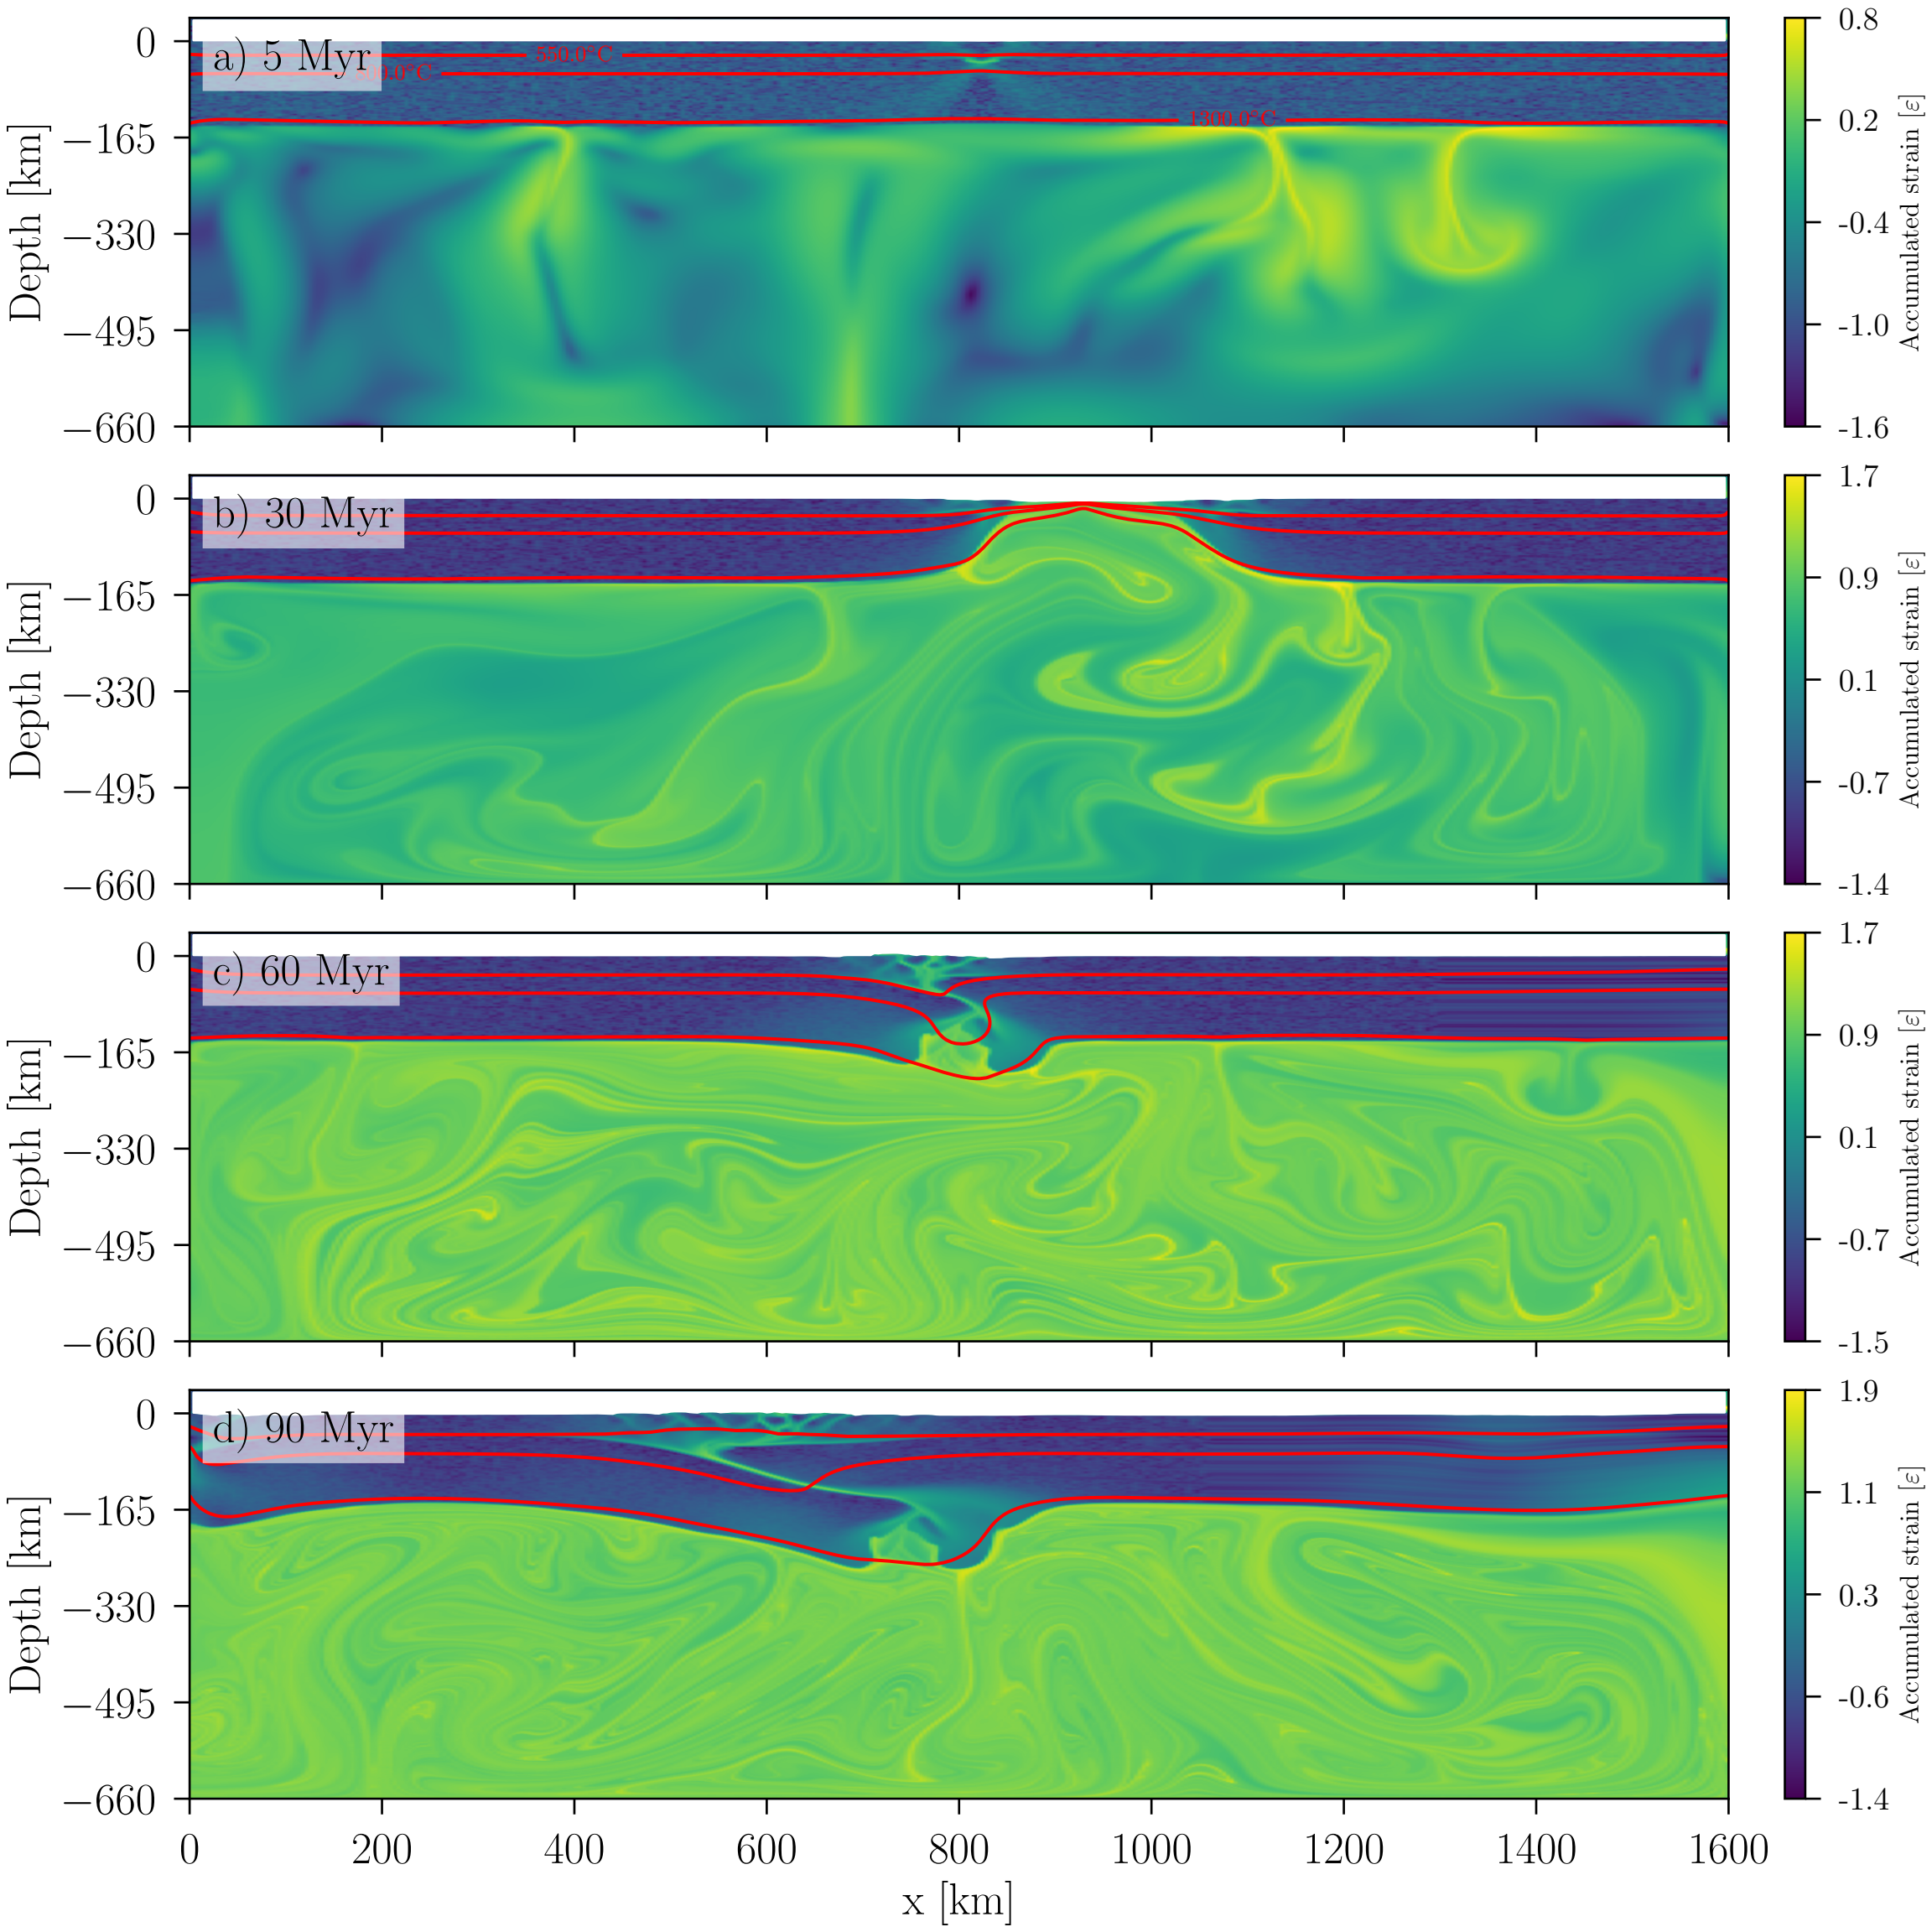 a) 5 Myr
550.0°C
1300.0°C
0
−165
−330
−495
−660
Depth [km]
0.8
0.2
-0.4
-1.0
-1.6
Accumulated strain [ε]
b) 30 Myr
0
−165
−330
−495
−660
Depth [km]
1.7
0.9
0.1
-0.7
-1.4
Accumulated strain [ε]
c) 60 Myr
0
−165
−330
−495
−660
Depth [km]
1.7
0.9
0.1
-0.7
-1.5
Accumulated strain [ε]
d) 90 Myr
0
−165
−330
−495
−660
Depth [km]
1.9
1.1
0.3
-0.6
-1.4
Accumulated strain [ε]
0 200 400 600 800 1000 1200 1400 1600
x [km]